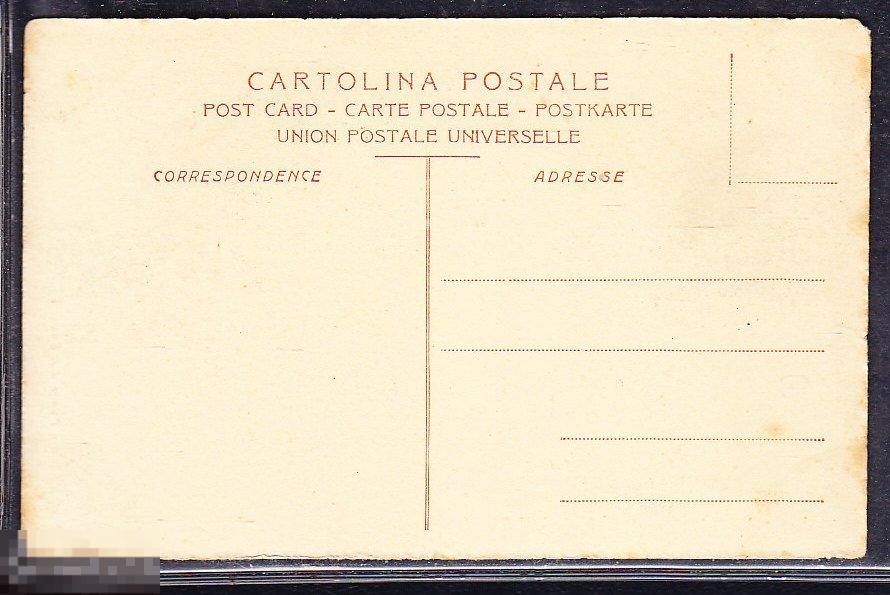 CARTOLINA POSTALE
POST CARD - CARTE POSTALE - POSTKARTE
UNION POSTALE UNIVERSELLE
CORRESPONDENCE
ADRESSE